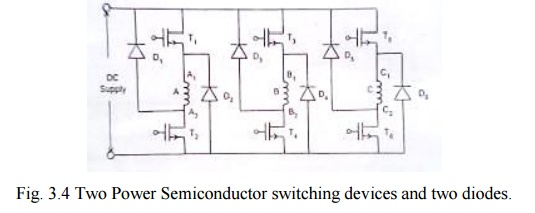 T₁
T₃
T₅
D₁
D₃
D₅
DC
Supply
A₁
A
A₂
D₂
B₁
B
B₂
D₄
C₁
C
C₂
T₂
T₄
T₆
Fig. 3.4 Two Power Semiconductor switching devices and two diodes.